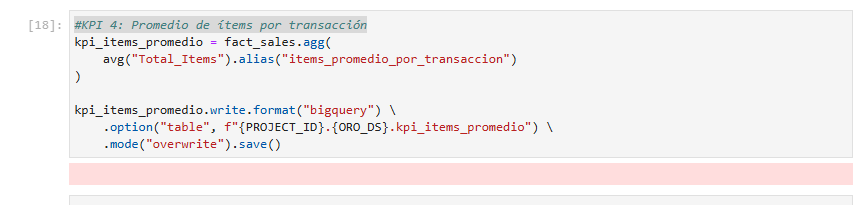 [18]: #KPI 4: Promedio de ítems por transacción
kpi_items_promedio = fact_sales.agg(
    avg("Total_Items").alias("items_promedio_por_transaccion")
)
kpi_items_promedio.write.format("bigquery") \
    .option("table", f"{PROJECT_ID}.{ORO_DS}.kpi_items_promedio") \
    .mode("overwrite").save()